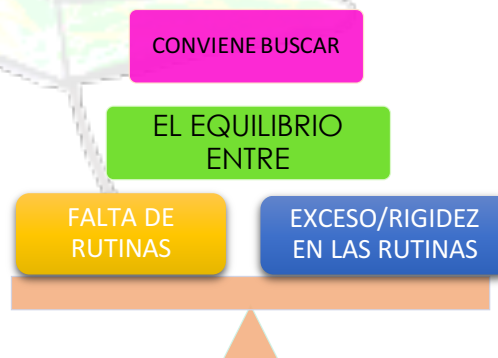 CONVIENE BUSCAR
EL EQUILIBRIO
ENTRE
FALTA DE
RUTINAS
EXCESO/RIGIDEZ
EN LAS RUTINAS